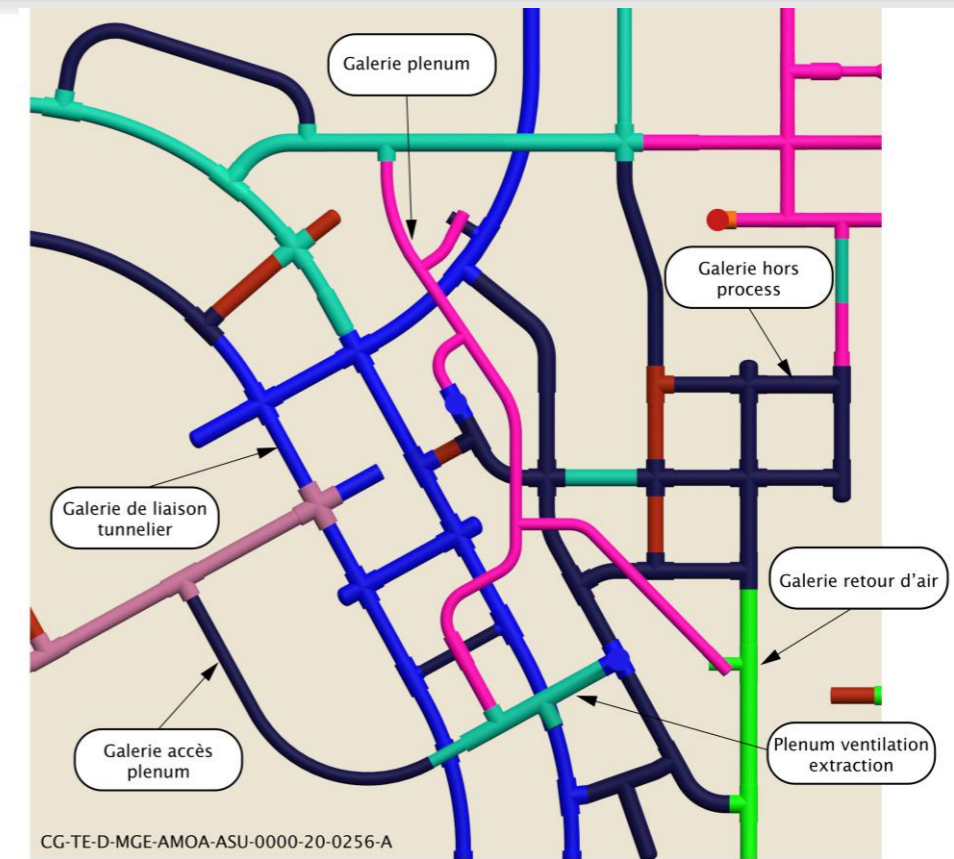 Galerie plenum
Galerie hors
process
Galerie de liaison
tunnelier
Galerie retour d’air
Galerie accès
plenum
Plenum ventilation
extraction
CG-TE-D-MGE-AMOA-ASU-0000-20-0256-A